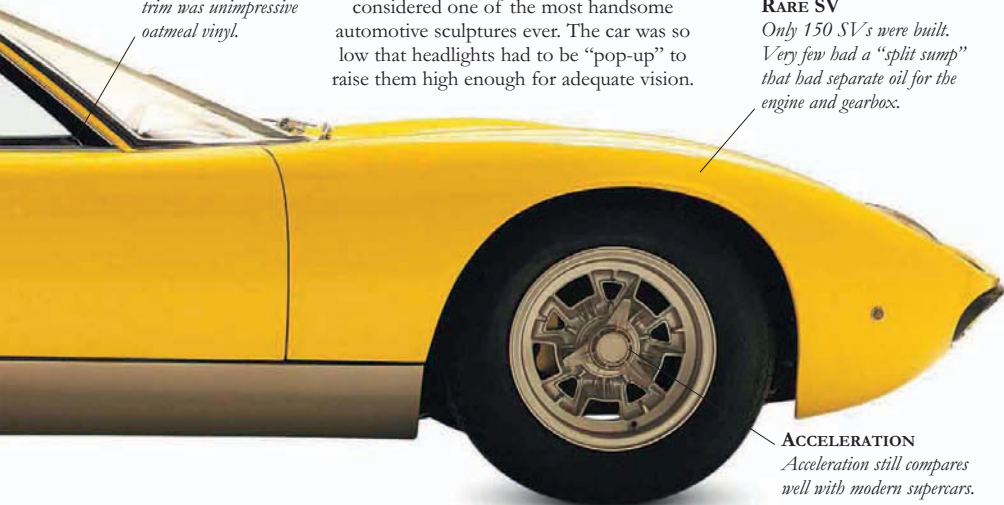 trim was unimpressive
oatmeal vinyl.
considered one of the most handsome
automotive sculptures ever. The car was so
low that headlights had to be “pop-up” to
raise them high enough for adequate vision.
RARE SV
Only 150 SVs were built.
Very few had a “split sump”
that had separate oil for the
engine and gearbox.
ACCELERATION
Acceleration still compares
well with modern supercars.